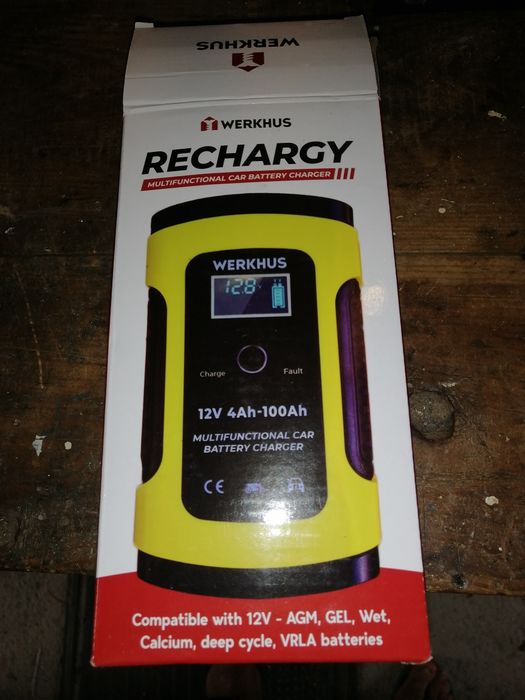 WERKHUS
WERKHUS
RECHARGY
MULTIFUNCTIONAL CAR BATTERY CHARGER
WERKHUS
12.8 V
Charge Fault
12V 4Ah-100Ah
MULTIFUNCTIONAL CAR
BATTERY CHARGER
CE
Compatible with 12V - AGM, GEL, Wet,
Calcium, deep cycle, VRLA batteries